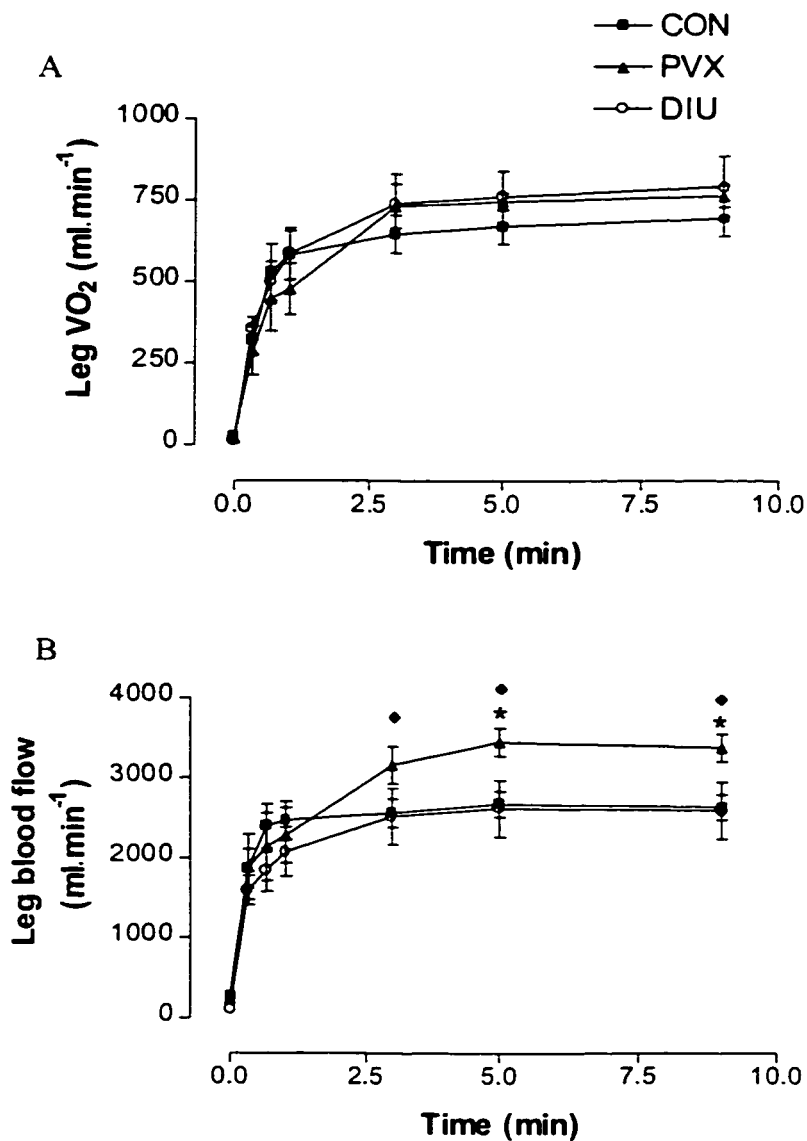 CON
PVX
DIU
A
1000
750
500
250
0
Leg VO₂ (ml.min⁻¹)
0.0 2.5 5.0 7.5 10.0
Time (min)
B
4000
3000
2000
1000
0
Leg blood flow
(ml.min⁻¹)
0.0 2.5 5.0 7.5 10.0
Time (min)